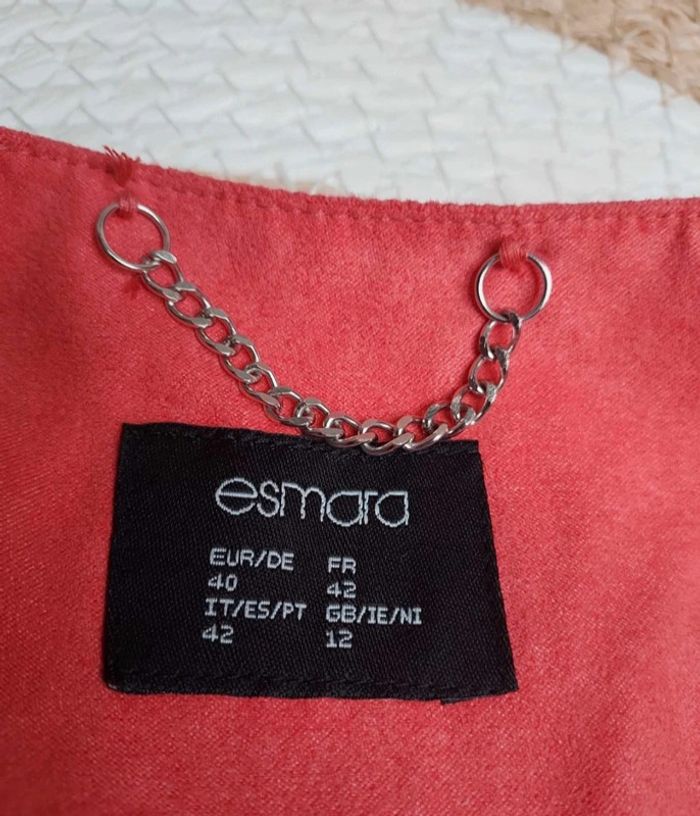 esmara
EUR/DE FR
40 42
IT/ES/PT GB/IE/NI
42 12